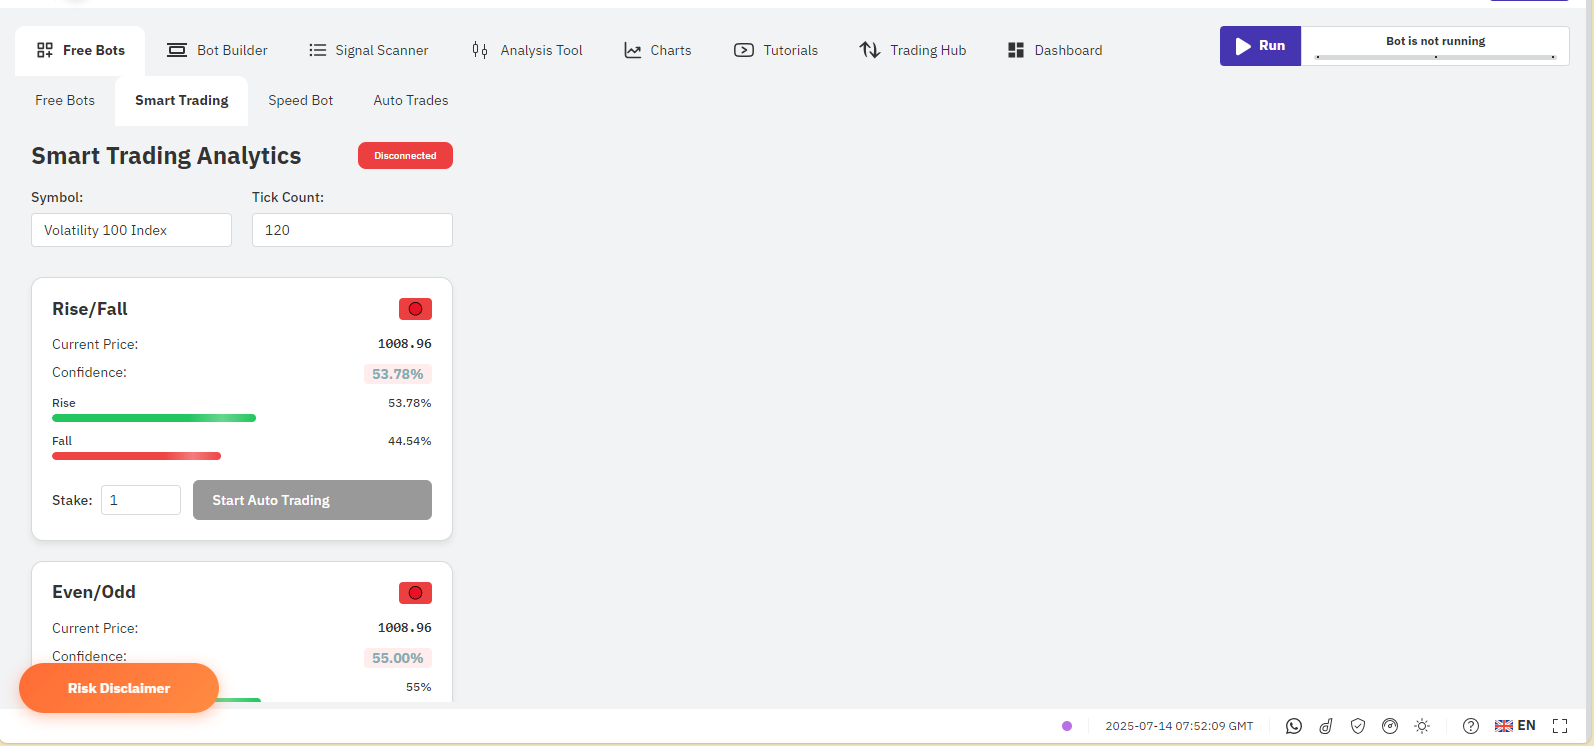 Free Bots
Bot Builder
Signal Scanner
Analysis Tool
Charts
Tutorials
Trading Hub
Dashboard
Run
Bot is not running
Free Bots
Smart Trading
Speed Bot
Auto Trades
Smart Trading Analytics
Disconnected
Symbol:
Tick Count:
Volatility 100 Index
120
Rise/Fall
Current Price:
1008.96
Confidence:
53.78%
Rise
53.78%
Fall
44.54%
Stake:
1
Start Auto Trading
Even/Odd
Current Price:
1008.96
Confidence:
55.00%
55%
Risk Disclaimer
2025-07-14 07:52:09 GMT
EN